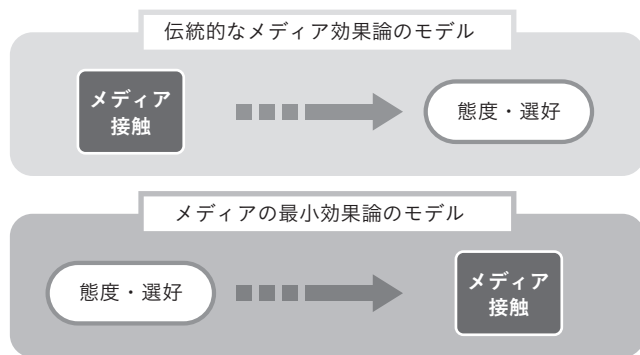 伝統的なメディア効果論のモデル
メディア
接触
態度・選好
メディアの最小効果論のモデル
態度・選好
メディア
接触